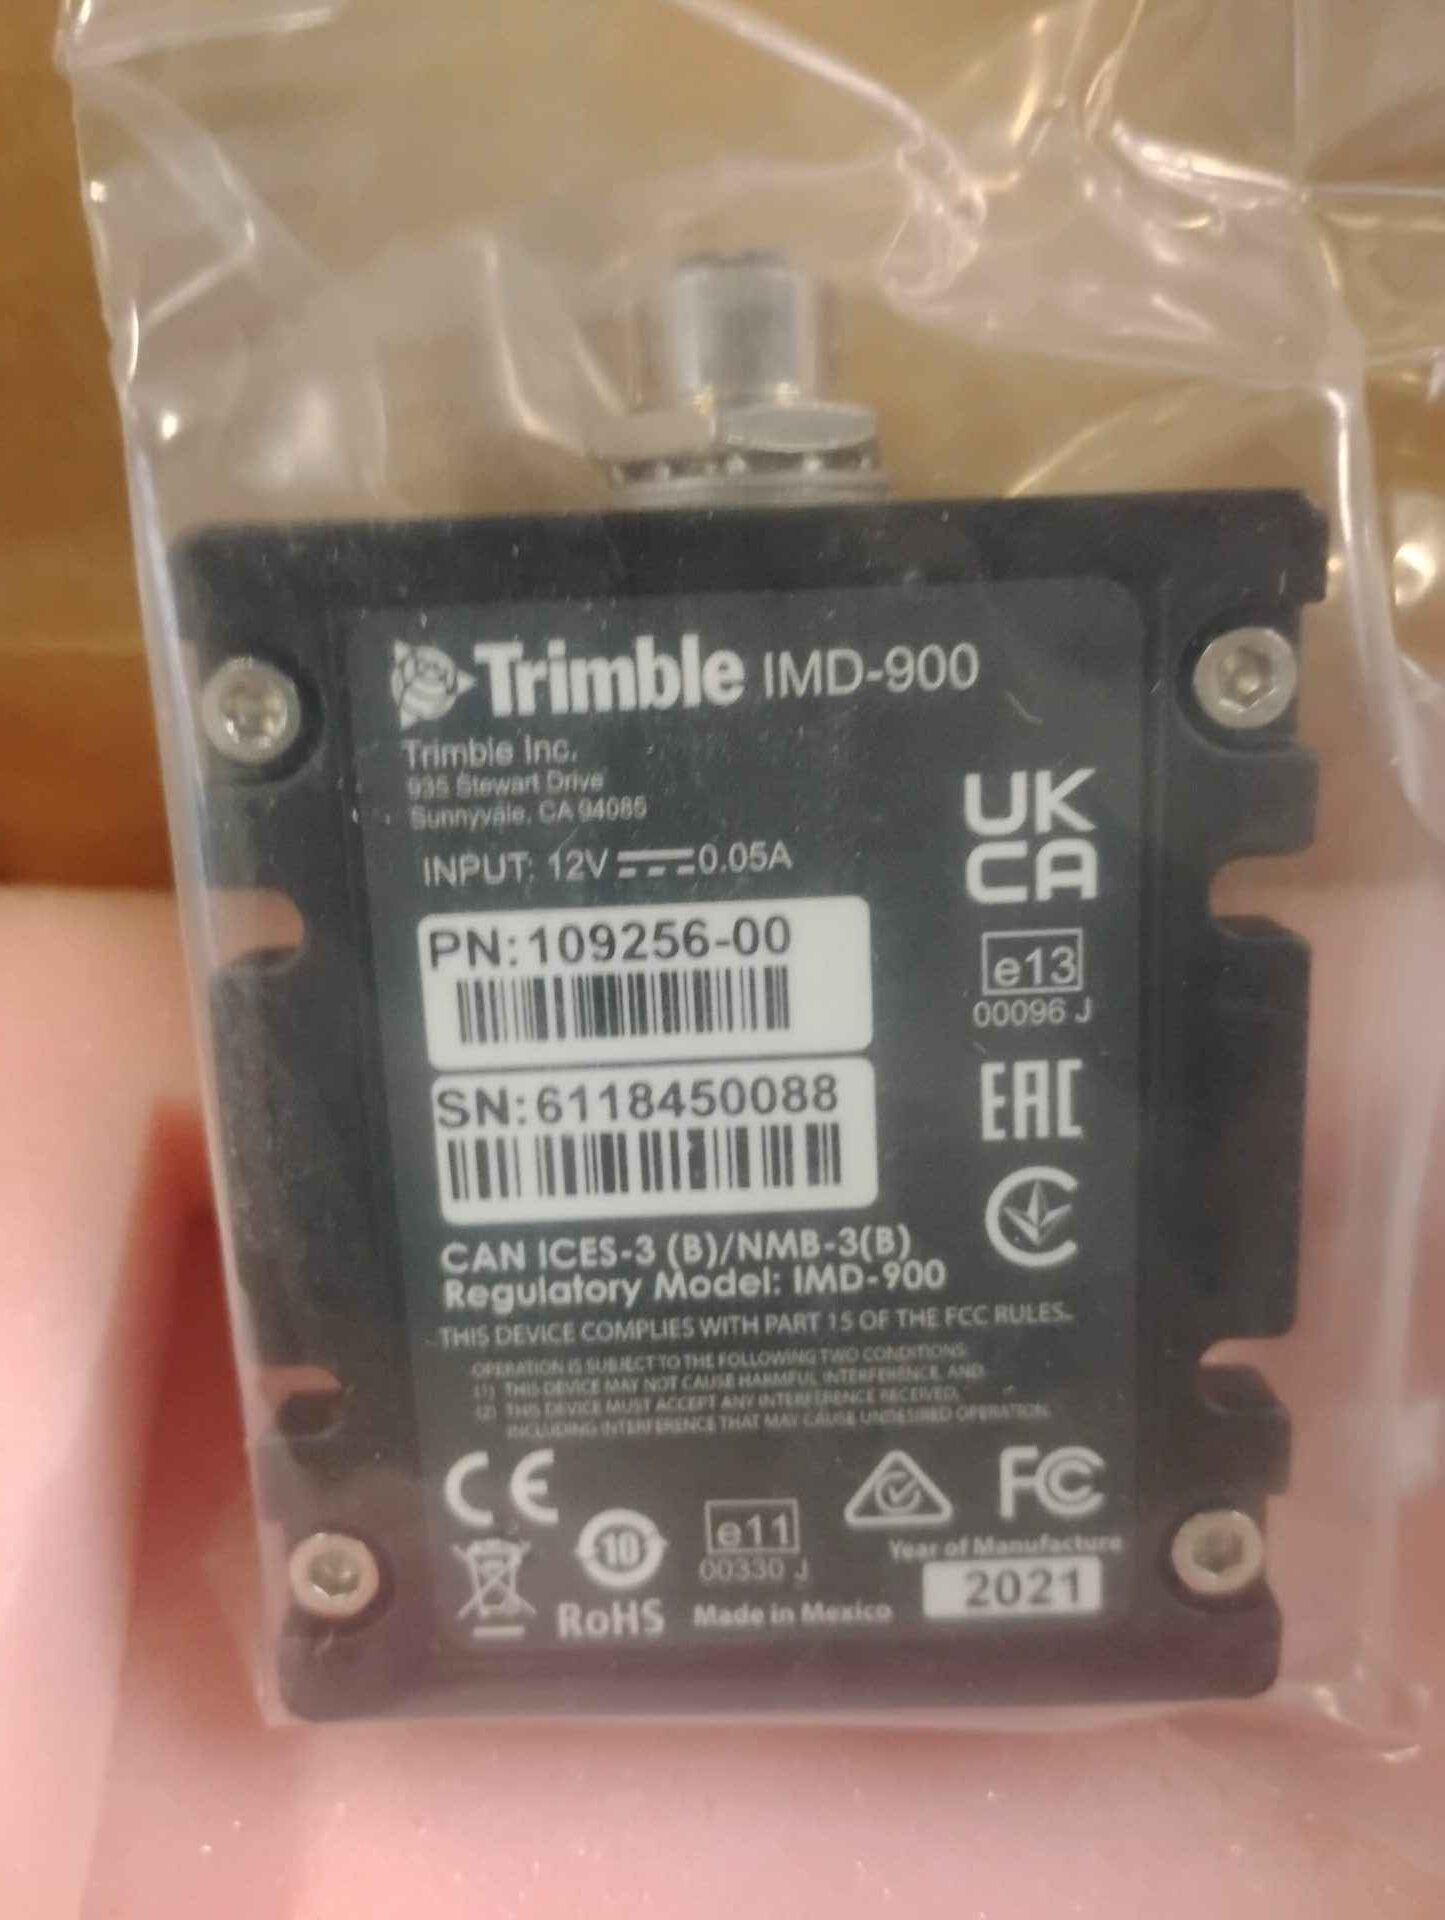 Trimble IMD-900
Trimble Inc.
935 Stewart Drive
Sunnyvale, CA 94085
INPUT: 12V 0.05A
UK
CA
PN:109256-00
e13
00096 J
SN:6118450088
EAC
CAN ICES-3 (B)/NMB-3(B)
Regulatory Model: IMD-900
THIS DEVICE COMPLIES WITH PART 15 OF THE FCC RULES.
OPERATION IS SUBJECT TO THE FOLLOWING TWO CONDITIONS:
(1) THIS DEVICE MAY NOT CAUSE HARMFUL INTERFERENCE, AND
(2) THIS DEVICE MUST ACCEPT ANY INTERFERENCE RECEIVED,
INCLUDING INTERFERENCE THAT MAY CAUSE UNDESIRED OPERATION.
CE
FC
10
e11
00330 J
Year of Manufacture
2021
RoHS
Made in Mexico